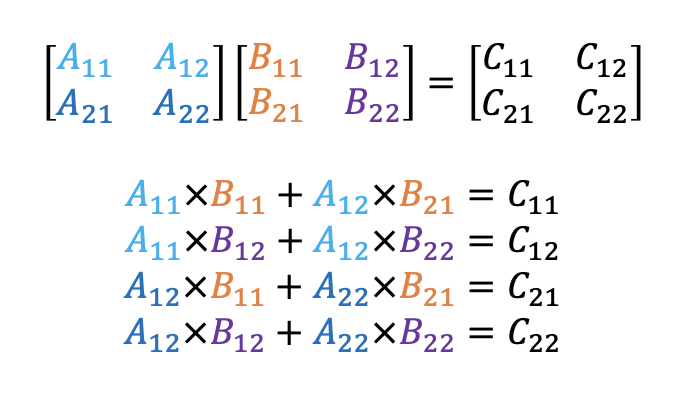 [A₁₁ A₁₂] [B₁₁ B₁₂] = [C₁₁ C₁₂]
[A₂₁ A₂₂] [B₂₁ B₂₂] [C₂₁ C₂₂]
A₁₁×B₁₁ + A₁₂×B₂₁ = C₁₁
A₁₁×B₁₂ + A₁₂×B₂₂ = C₁₂
A₁₂×B₁₁ + A₂₂×B₂₁ = C₂₁
A₁₂×B₁₂ + A₂₂×B₂₂ = C₂₂